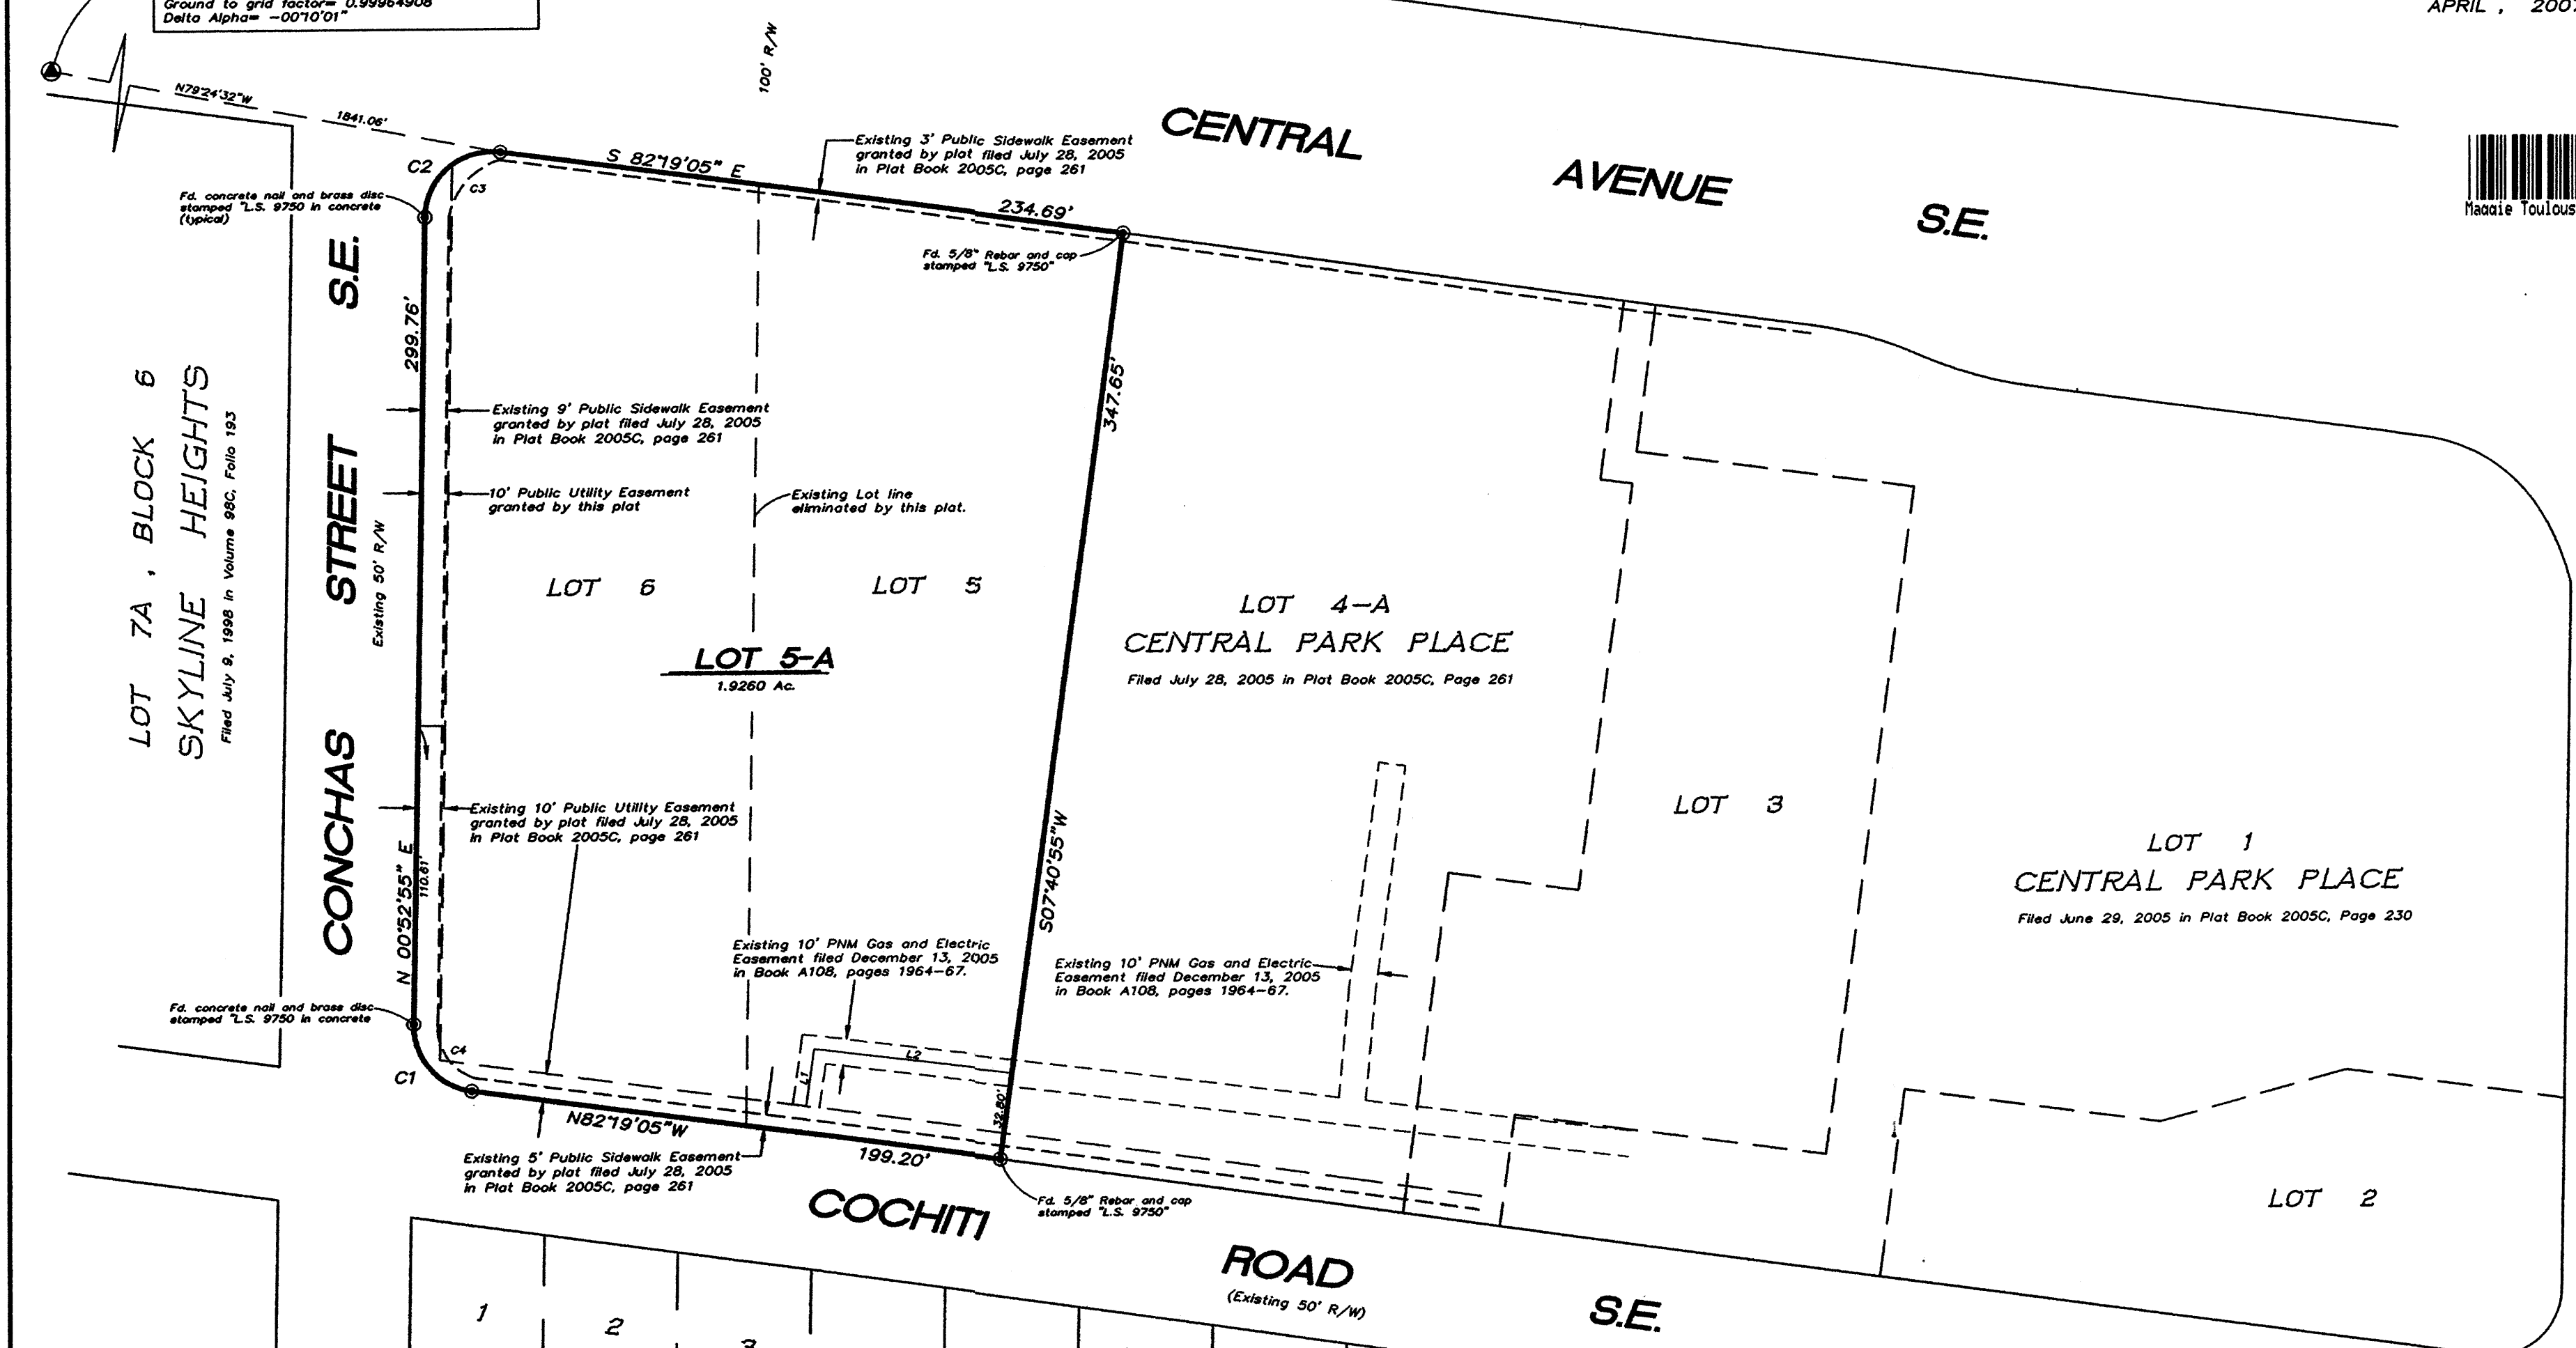 Ground to grid factor= 0.99964908
Delta Alpha= -00°10'01"
APRIL , 200
N79°24'32"W
1841.06'
100' R/W
CENTRAL AVENUE S.E.
Maggie Toulous
C2
C3
S 82°19'05" E
234.69'
Existing 3' Public Sidewalk Easement
granted by plat filed July 28, 2005
in Plat Book 2005C, page 261
Fd. concrete nail and brass disc
stamped "L.S. 9750 in concrete
(typical)
Fd. 5/8" Rebar and cap
stamped "L.S. 9750"
299.76'
347.65'
LOT 7A , BLOCK 6
SKYLINE HEIGHTS
Filed July 9, 1998 in Volume 98C, Folio 193
CONCHAS STREET S.E.
Existing 50' R/W
Existing 9' Public Sidewalk Easement
granted by plat filed July 28, 2005
in Plat Book 2005C, page 261
10' Public Utility Easement
granted by this plat
Existing Lot line
eliminated by this plat.
LOT 6
LOT 5
LOT 5-A
1.9260 Ac.
LOT 4-A
CENTRAL PARK PLACE
Filed July 28, 2005 in Plat Book 2005C, Page 261
LOT 3
LOT 1
CENTRAL PARK PLACE
Filed June 29, 2005 in Plat Book 2005C, Page 230
Existing 10' Public Utility Easement
granted by plat filed July 28, 2005
in Plat Book 2005C, page 261
N 00°52'55" E
110.61'
S07°40'55"W
Existing 10' PNM Gas and Electric
Easement filed December 13, 2005
in Book A108, pages 1964-67.
Existing 10' PNM Gas and Electric
Easement filed December 13, 2005
in Book A108, pages 1964-67.
Fd. concrete nail and brass disc
stamped "L.S. 9750 in concrete
C4
C1
L1
L2
32.80'
N82°19'05"W
199.20'
Existing 5' Public Sidewalk Easement
granted by plat filed July 28, 2005
in Plat Book 2005C, page 261
Fd. 5/8" Rebar and cap
stamped "L.S. 9750"
LOT 2
COCHITI ROAD S.E.
(Existing 50' R/W)
1
2
3